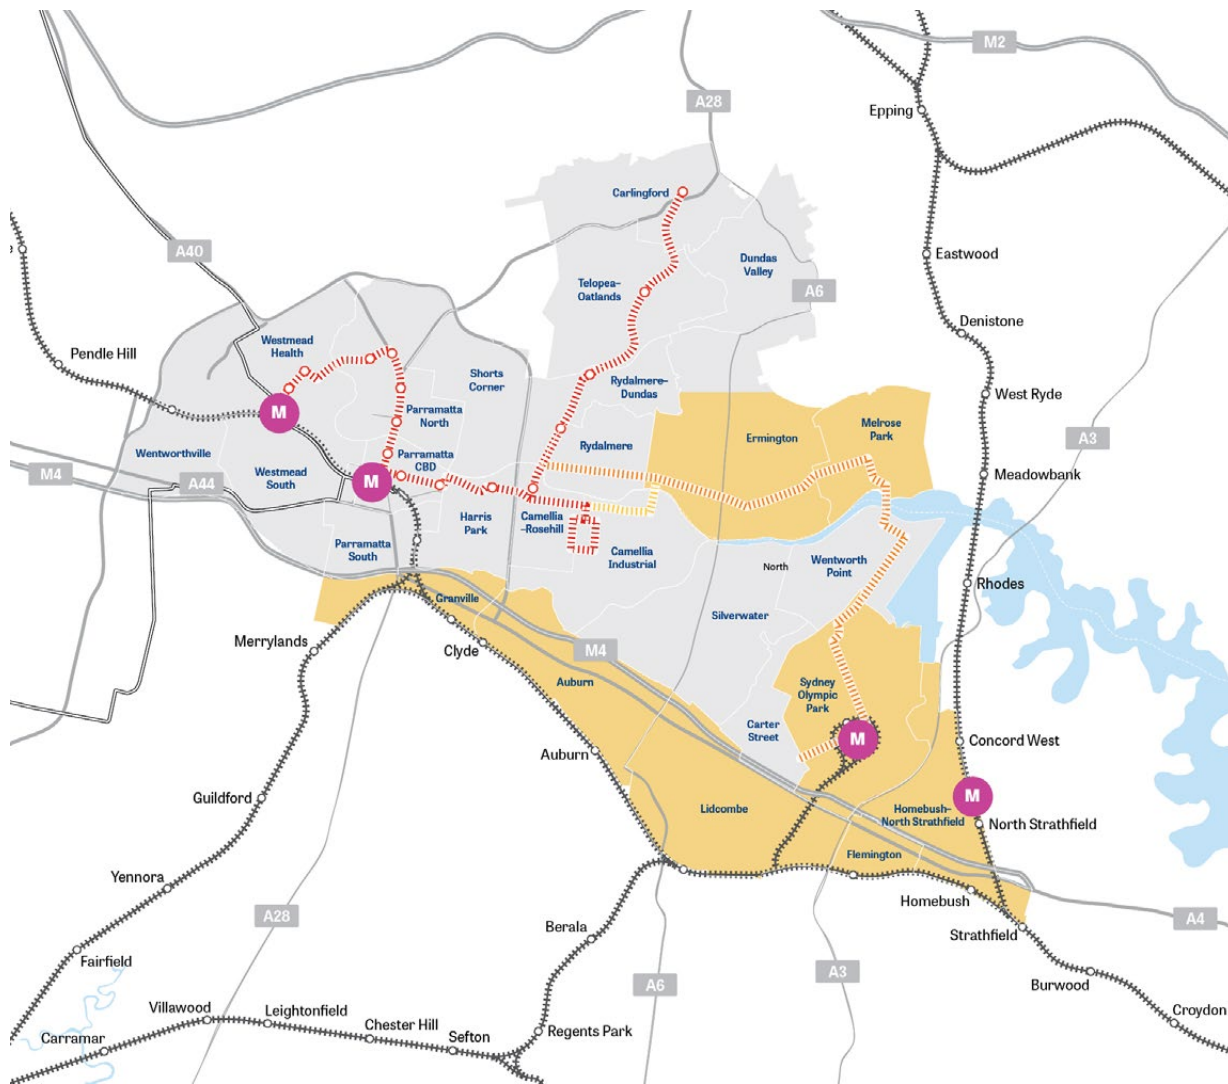 M2
A28
Epping
Carlingford
A40
Eastwood
Dundas
Valley
Telopea–
Oatlands
A6
Denistone
Westmead
Health
Pendle Hill
Shorts
Corner
Rydalmere–
Dundas
West Ryde
M
Parramatta
North
Melrose
Park
Ermington
A3
Rydalmere
Wentworthville
Parramatta
CBD
M4
A44
Westmead
South
M
Meadowbank
Harris
Park
Camellia
–Rosehill
Parramatta
South
Camellia
Industrial
North
Wentworth
Point
Rhodes
Granville
Silverwater
Merrylands
Clyde
M4
Auburn
Sydney
Olympic
Park
Carter
Street
M
Concord West
Auburn
Guildford
M
Lidcombe
Homebush–
North Strathfield
North Strathfield
Flemington
Yennora
Homebush
A28
A4
Berala
Strathfield
Fairfield
A6
A3
Burwood
Villawood
Leightonfield
Chester Hill
Sefton
Regents Park
Croydon
Carramar